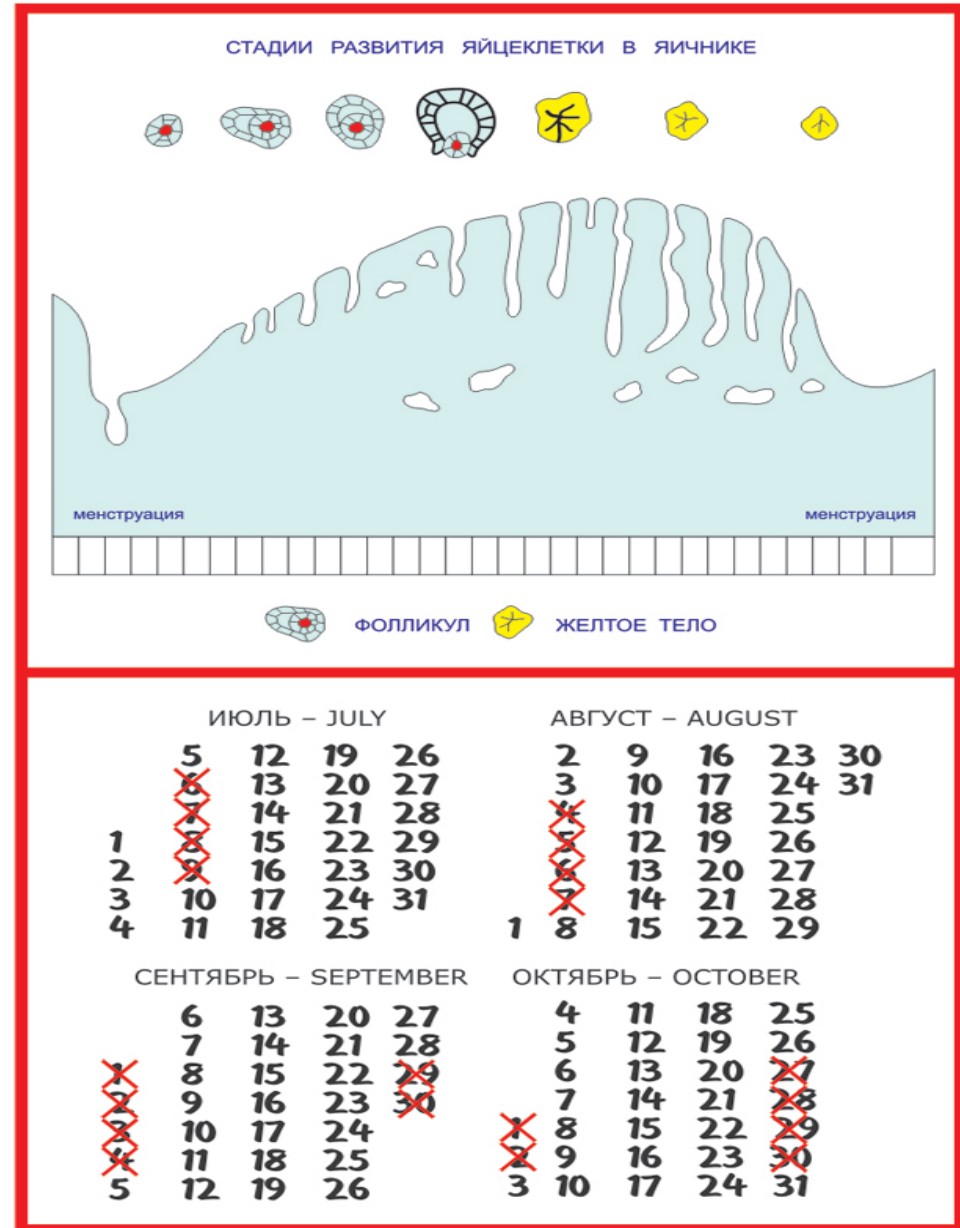 СТАДИИ РАЗВИТИЯ ЯЙЦЕКЛЕТКИ В ЯИЧНИКЕ
менструация менструация
ФОЛЛИКУЛ ЖЕЛТОЕ ТЕЛО
ИЮЛЬ – JULY
5 12 19 26
6 13 20 27
7 14 21 28
1 8 15 22 29
2 9 16 23 30
3 10 17 24 31
4 11 18 25
АВГУСТ – AUGUST
2 9 16 23 30
3 10 17 24 31
4 11 18 25
5 12 19 26
6 13 20 27
7 14 21 28
1 8 15 22 29
СЕНТЯБРЬ – SEPTEMBER
6 13 20 27
7 14 21 28
1 8 15 22 29
2 9 16 23 30
3 10 17 24
4 11 18 25
5 12 19 26
ОКТЯБРЬ – OCTOBER
4 11 18 25
5 12 19 26
6 13 20 27
7 14 21 28
1 8 15 22 29
2 9 16 23 30
3 10 17 24 31